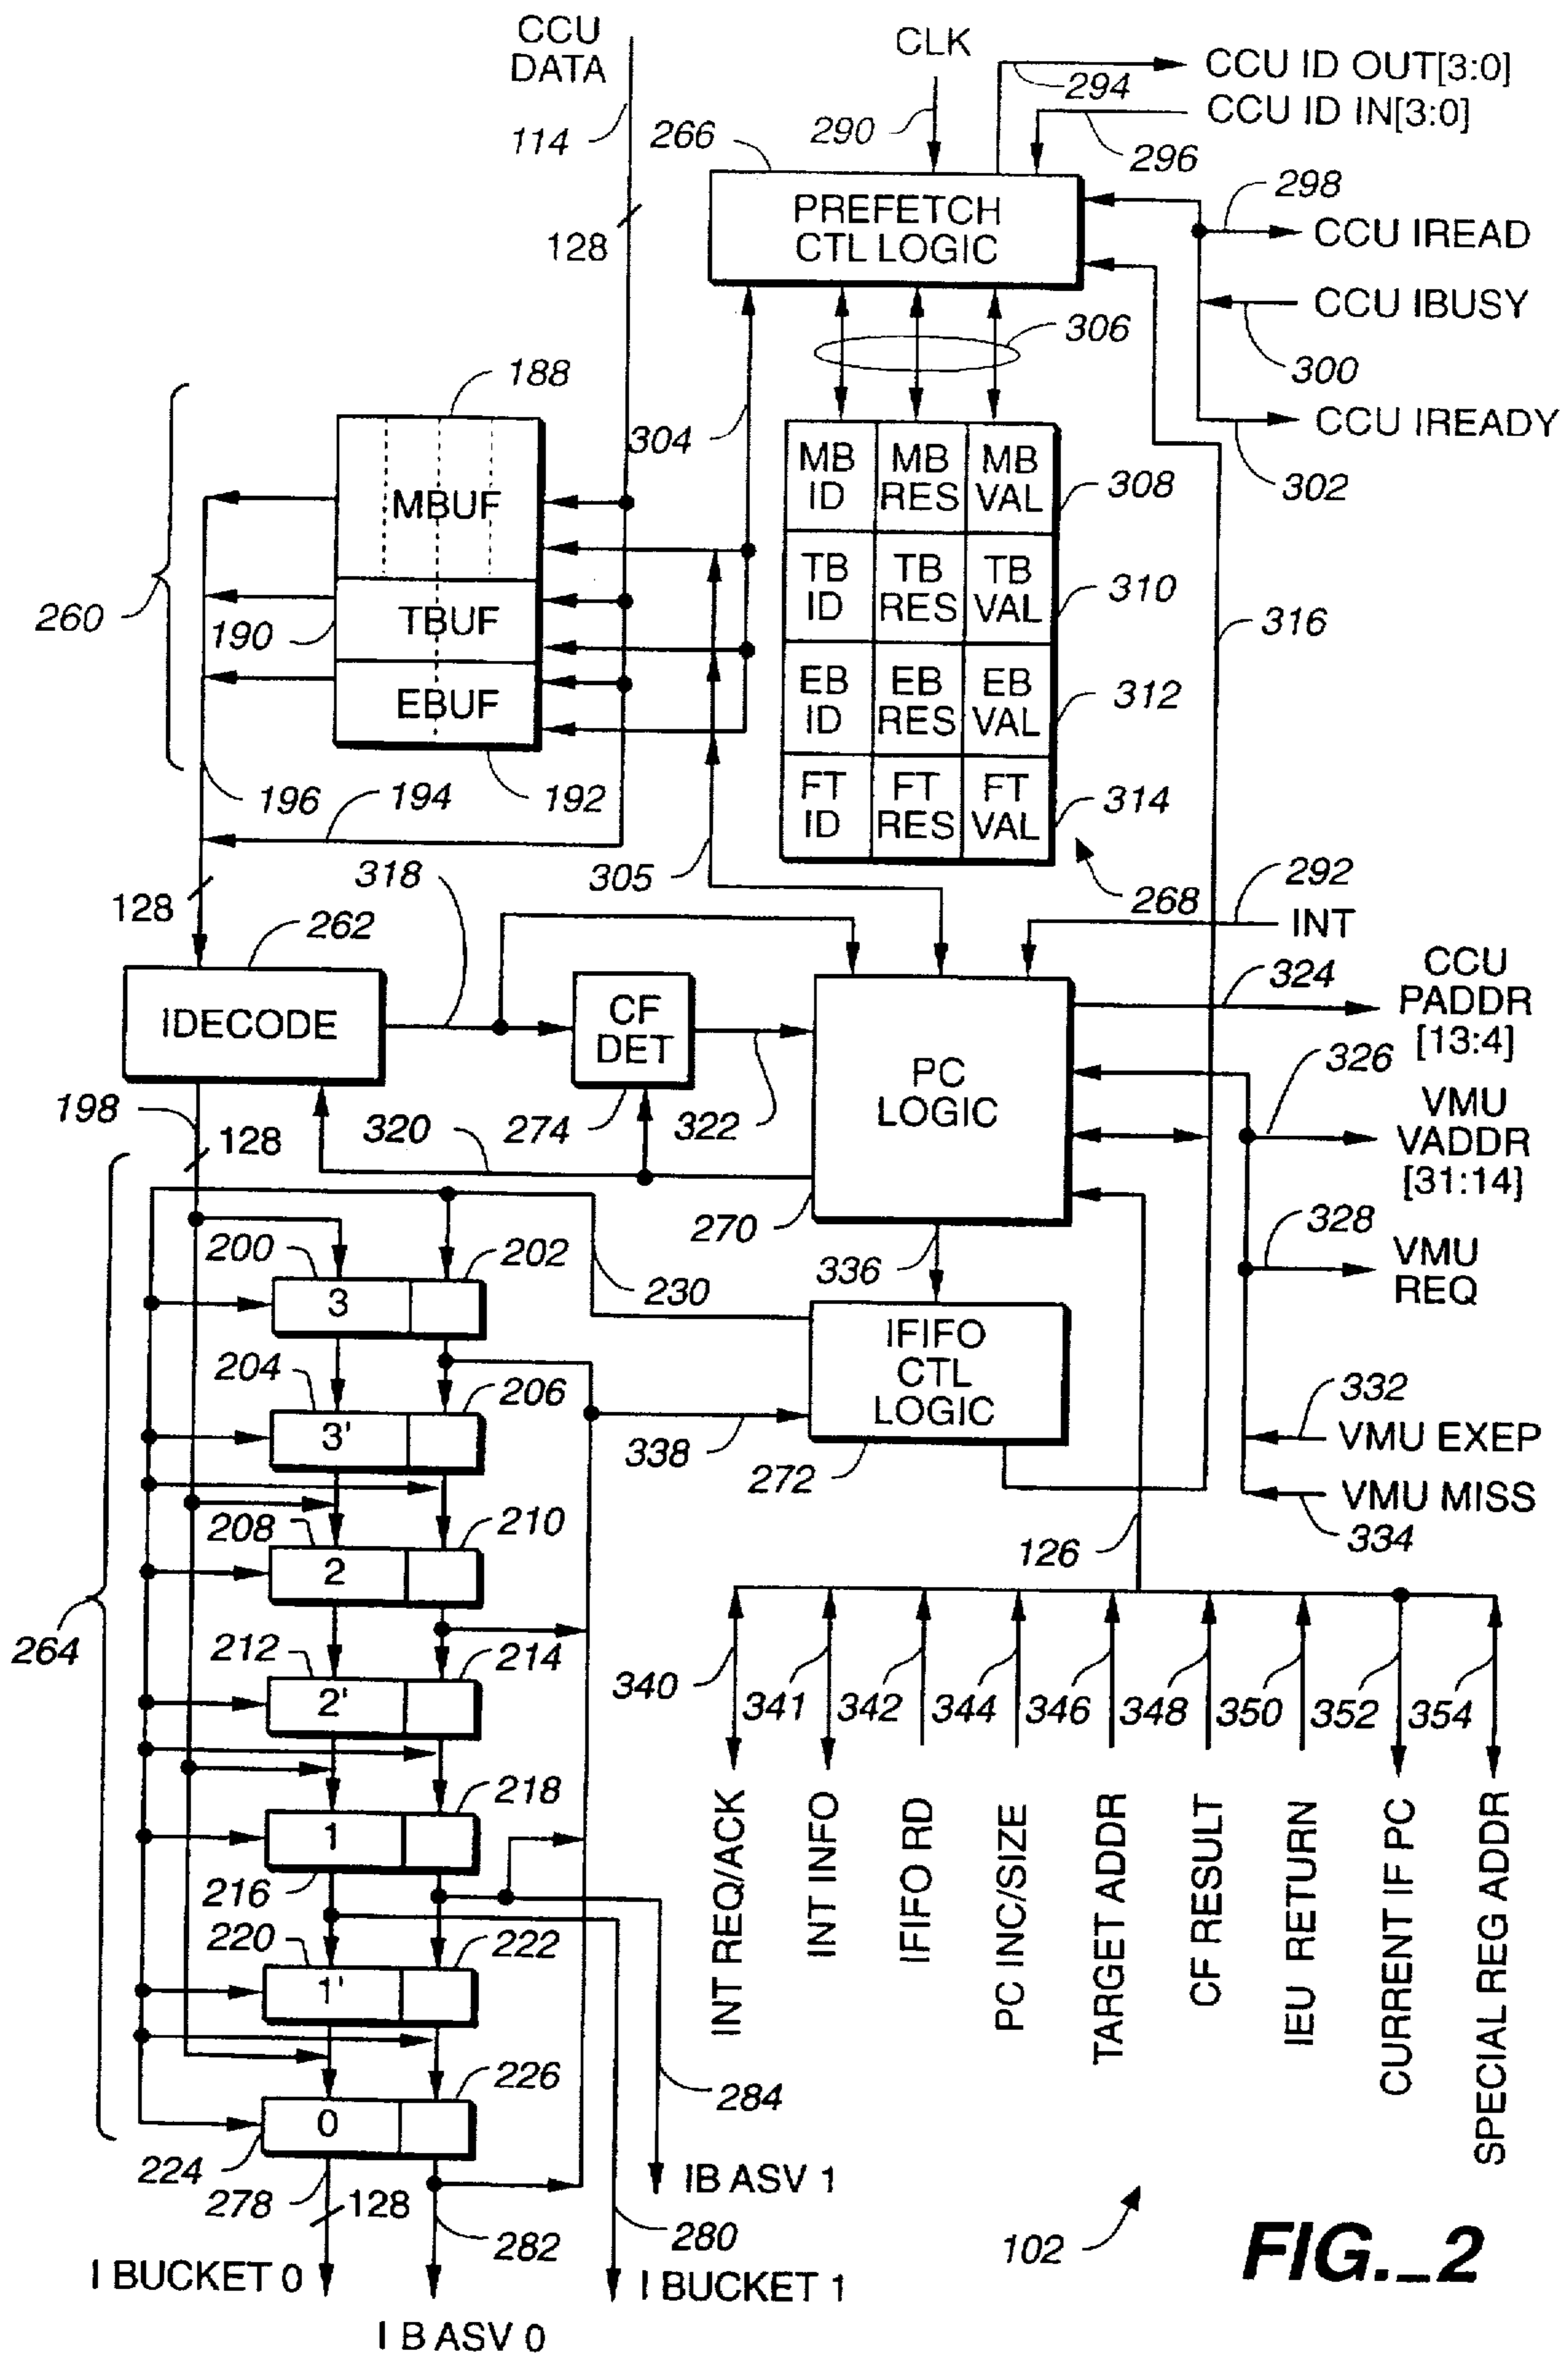 CCU
DATA
CLK
CCU ID OUT[3:0]
294
CCU ID IN[3:0]
296
114
266
290
298
PREFETCH
CTL LOGIC
CCU IREAD
128
CCU IBUSY
306
300
188
304
CCU IREADY
302
MBUF
MB
ID
MB
RES
MB
VAL
308
TB
ID
TB
RES
TB
VAL
310
260
190
TBUF
316
EBUF
EB
ID
EB
RES
EB
VAL
312
196
194
192
FT
ID
FT
RES
FT
VAL
314
318
305
292
128
268
INT
262
324
CCU
PADDR
[13:4]
IDECODE
CF
DET
PC
LOGIC
326
198
128
320
274
322
VMU
VADDR
[31:14]
270
328
200
202
336
230
VMU
REQ
3
IFIFO
CTL
LOGIC
204
206
332
3'
338
272
VMU EXEP
VMU MISS
334
208
210
126
2
264
212
214
2'
340
341
342
344
346
348
350
352
354
218
1
216
INT REQ/ACK
INT INFO
IFIFO RD
PC INC/SIZE
TARGET ADDR
CF RESULT
IEU RETURN
CURRENT IF PC
SPECIAL REG ADDR
220
222
1'
226
284
0
224
278
128
IB ASV 1
282
280
102
FIG._2
I BUCKET 0
I BUCKET 1
I B ASV 0